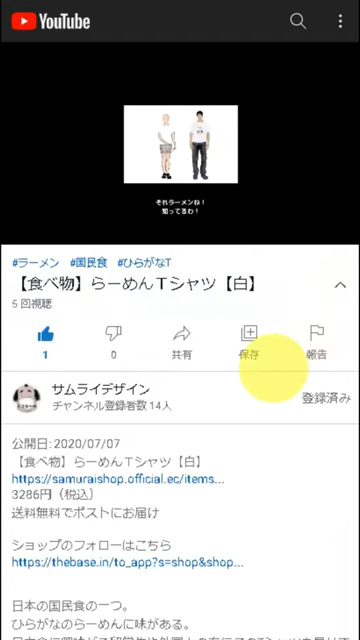 YouTube
それラーメンね！
知ってるわ！
#ラーメン #国民食 #ひらがなT
【食べ物】らーめんTシャツ【白】
5 回視聴
1
0
共有
保存
報告
サムライデザイン
チャンネル登録者数 14人
登録済み
公開日: 2020/07/07
【食べ物】らーめんTシャツ【白】
https://samuraishop.official.ec/items...
3286円（税込）
送料無料でポストにお届け
ショップのフォローはこちら
https://thebase.in/to_app?s=shop&shop...
日本の国民食の一つ。
ひらがなのらーめんに味がある。